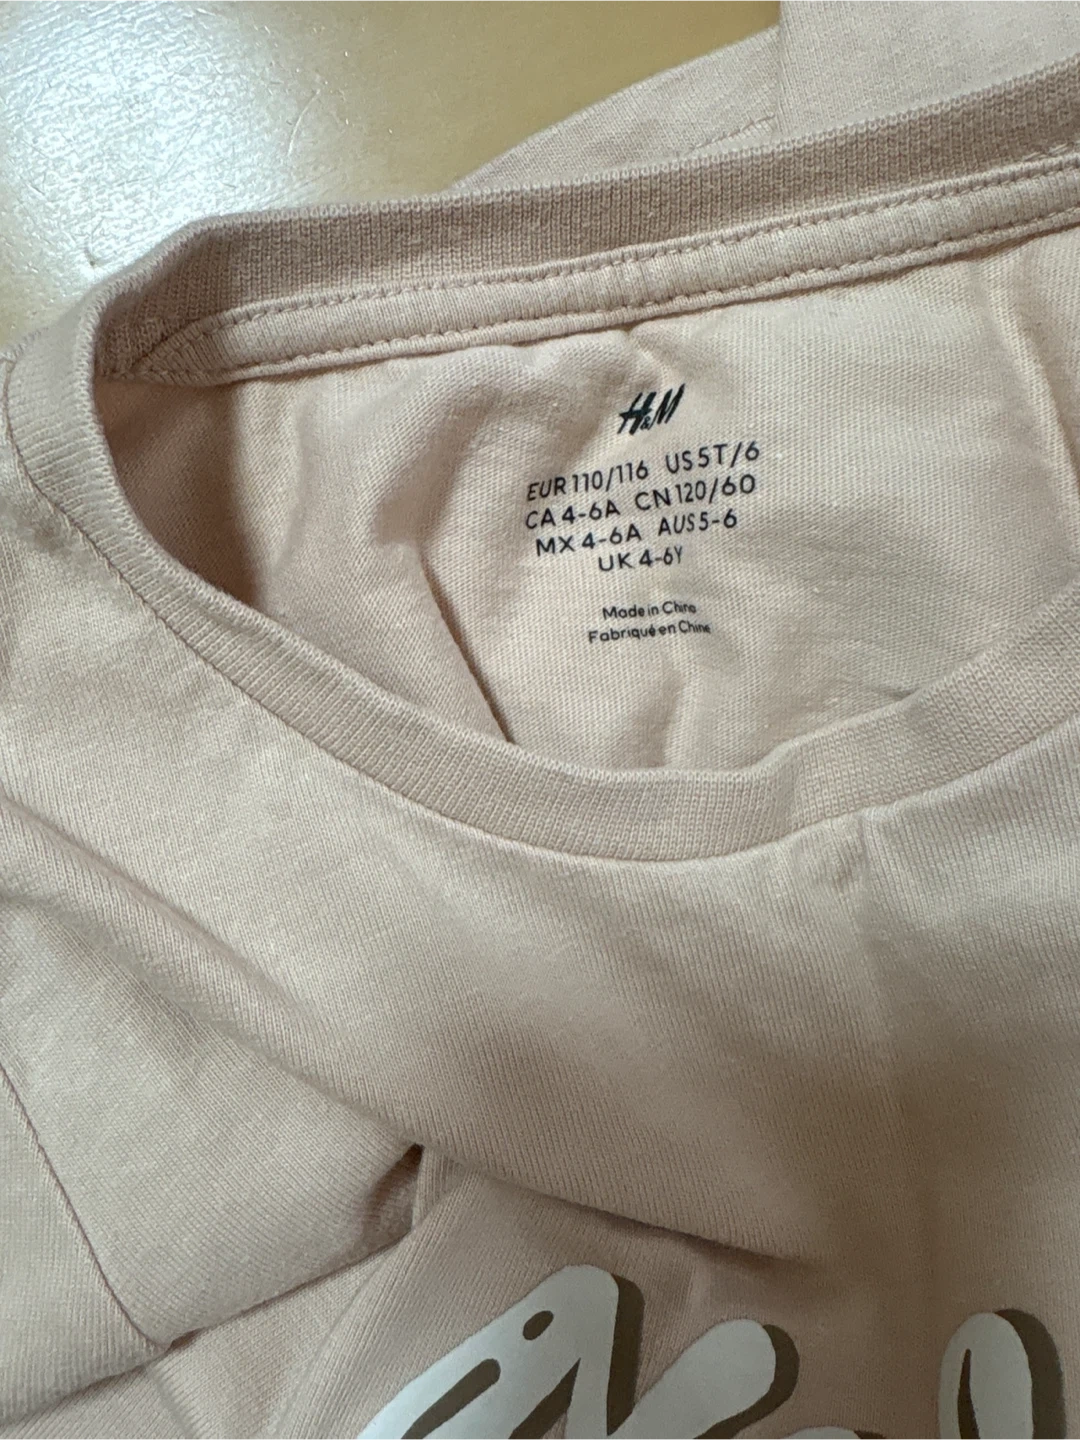 H&M
EUR 110/116 US 5T/6
CA 4-6A CN 120/60
MX 4-6A AUS 5-6
UK 4-6Y
Made in China
Fabriqué en Chine